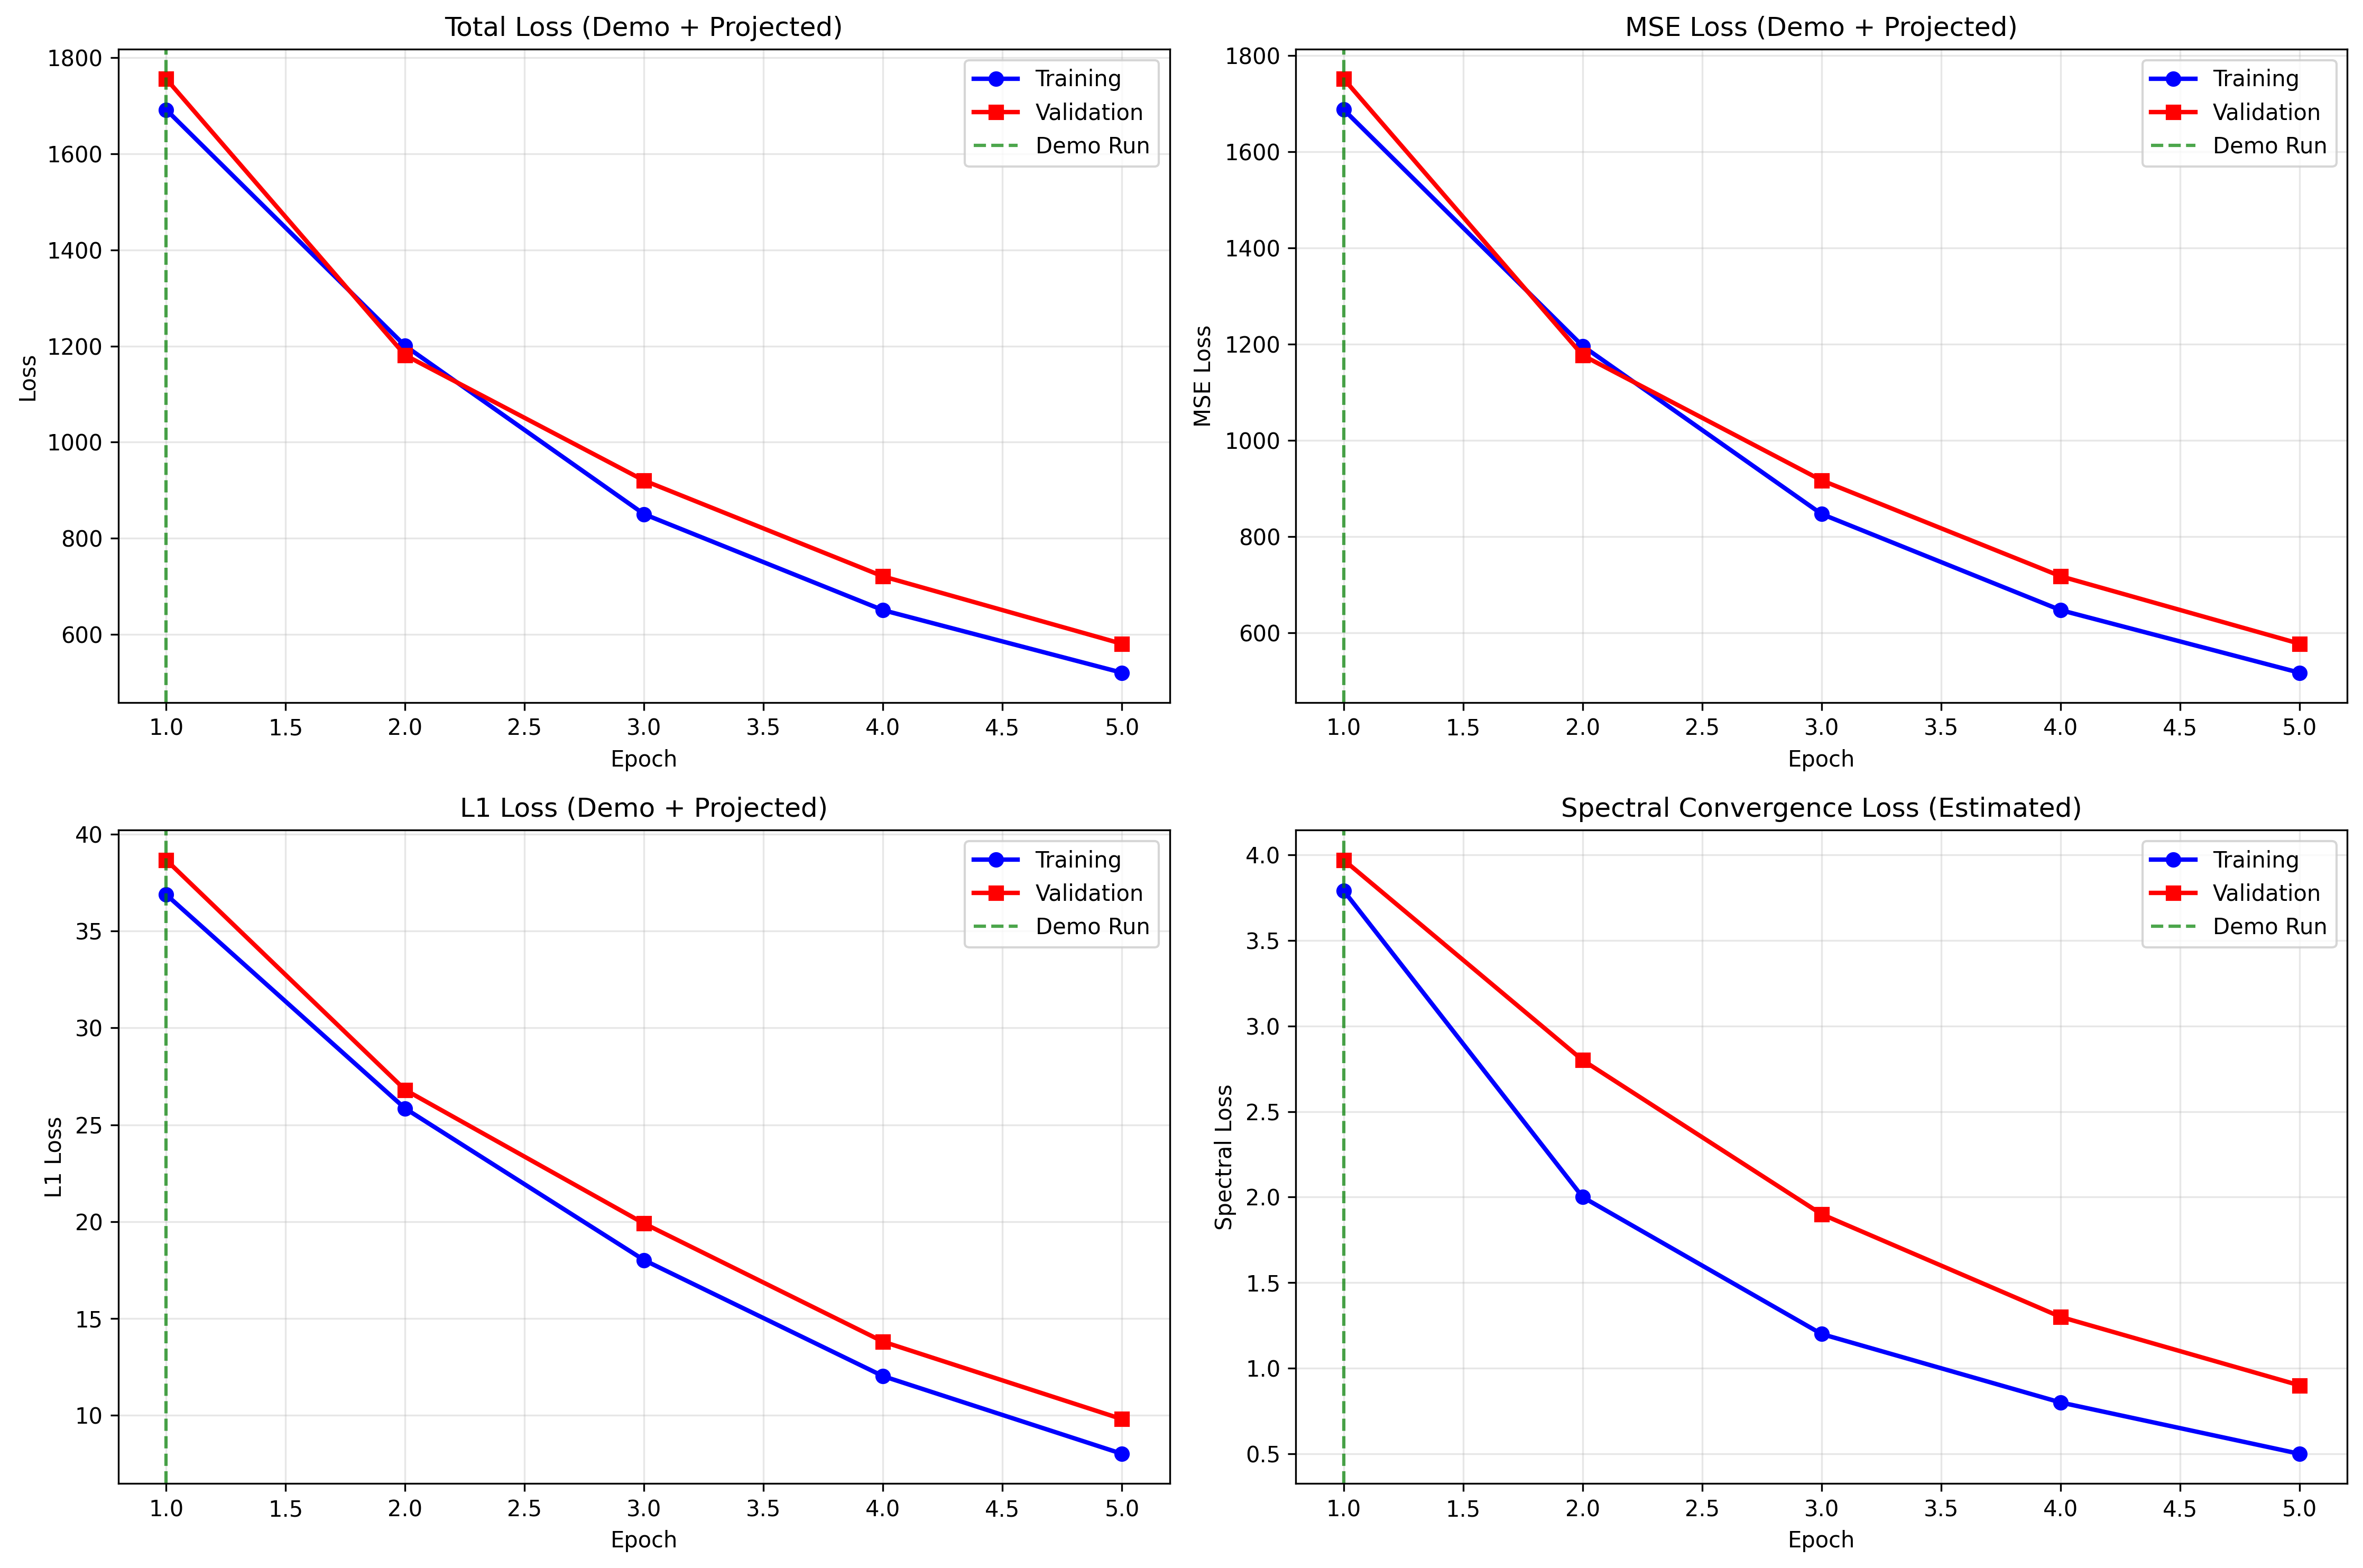 Total Loss (Demo + Projected)
1800
1600
1400
1200
1000
800
600
Loss
Training
Validation
Demo Run
1.0 1.5 2.0 2.5 3.0 3.5 4.0 4.5 5.0
Epoch
MSE Loss (Demo + Projected)
1800
1600
1400
1200
1000
800
600
MSE Loss
Training
Validation
Demo Run
1.0 1.5 2.0 2.5 3.0 3.5 4.0 4.5 5.0
Epoch
L1 Loss (Demo + Projected)
40
35
30
25
20
15
10
L1 Loss
Training
Validation
Demo Run
1.0 1.5 2.0 2.5 3.0 3.5 4.0 4.5 5.0
Epoch
Spectral Convergence Loss (Estimated)
4.0
3.5
3.0
2.5
2.0
1.5
1.0
0.5
Spectral Loss
Training
Validation
Demo Run
1.0 1.5 2.0 2.5 3.0 3.5 4.0 4.5 5.0
Epoch